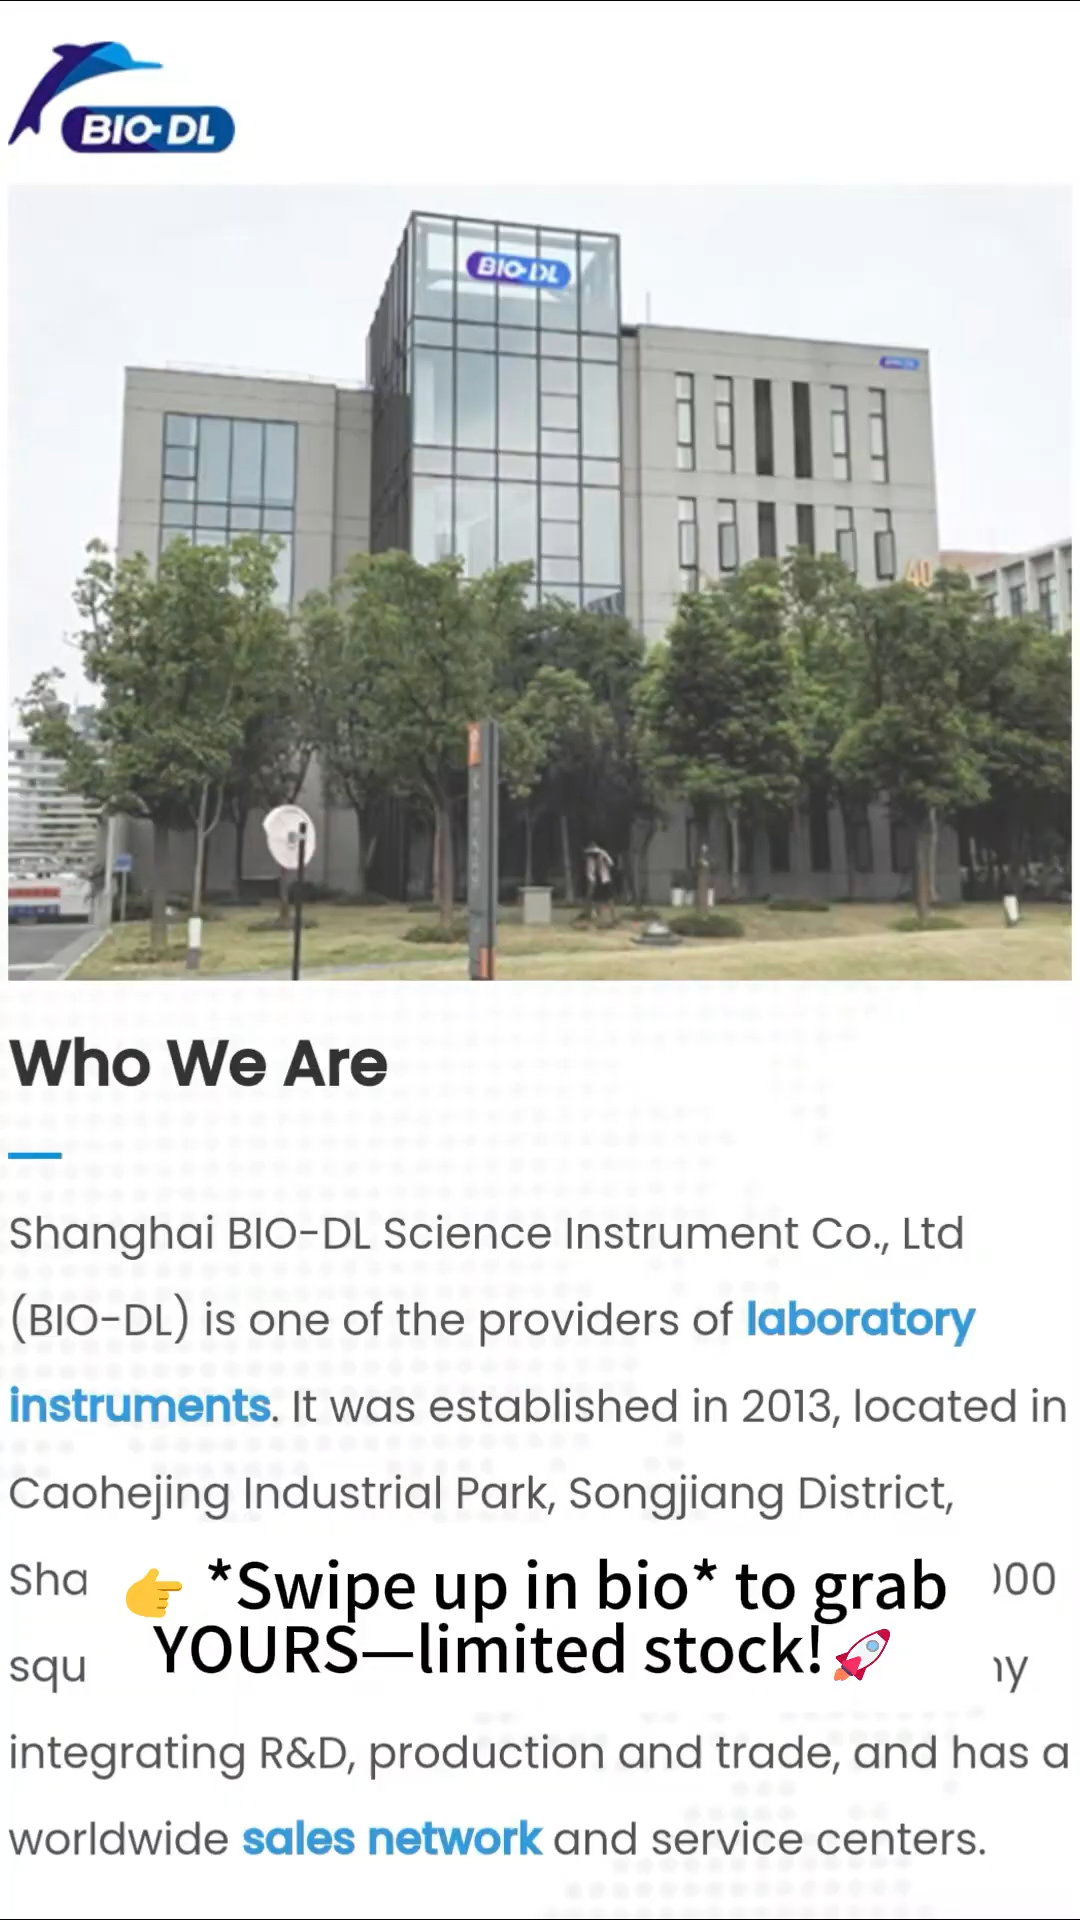 BIO-DL
BIO-DL
BIO-DL
40
Who We Are
Shanghai BIO-DL Science Instrument Co., Ltd
(BIO-DL) is one of the providers of laboratory
instruments. It was established in 2013, located in
Caohejing Industrial Park, Songjiang District,
Sha
👉 *Swipe up in bio* to grab
YOURS—limited stock!🚀
squ
integrating R&D, production and trade, and has a
worldwide sales network and service centers.